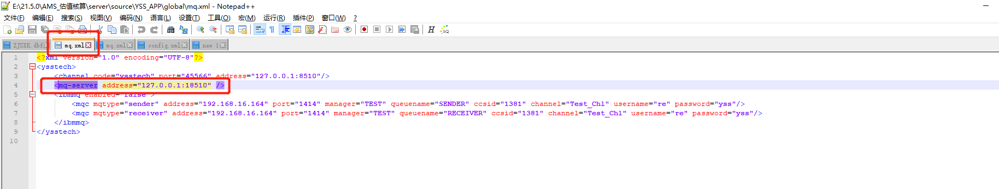 E:\21.5.0\AMS_估值核算\server\source\YSS_APP\global\mq.xml - Notepad++
文件(F) 编辑(E) 搜索(S) 视图(V) 编码(N) 语言(L) 设置(T) 工具(O) 宏(M) 运行(R) 插件(P) 窗口(W) ?
ZJSXK.dbf mq.xml mq.xml config.xml new 1
1 <?xml version="1.0" encoding="UTF-8"?>
2 <ysstech>
3 <channel code="ysstech" port="45566" address="127.0.0.1:8510"/>
4 <mq-server address="127.0.0.1:18510" />
5 <ibmmq enabled="false">
6 <mqc mqtype="sender" address="192.168.16.164" port="1414" manager="TEST" queuename="SENDER" ccsid="1381" channel="Test_Chl" username="re" password="yss"/>
7 <mqc mqtype="receiver" address="192.168.16.164" port="1414" manager="TEST" queuename="RECEIVER" ccsid="1381" channel="Test_Chl" username="re" password="yss"/>
8 </ibmmq>
9 </ysstech>
10